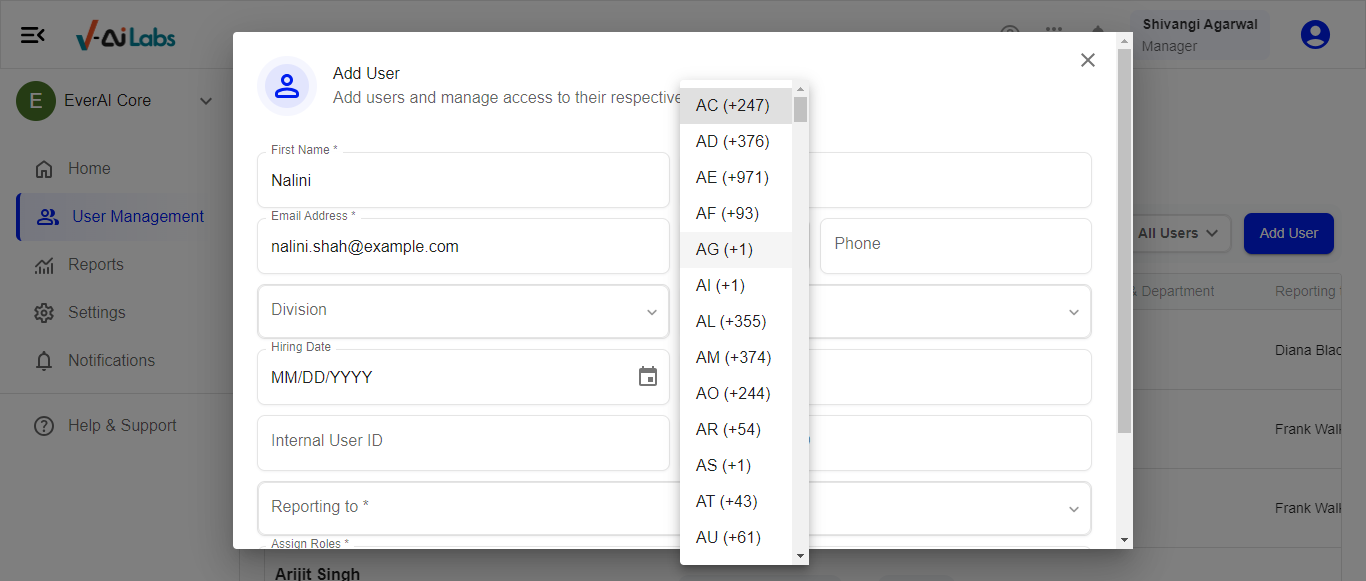 V-Ai Labs
Shivangi Agarwal
Manager
E
EverAI Core
Home
User Management
Reports
Settings
Notifications
Help & Support
Add User
Add users and manage access to their respective
First Name *
Nalini
Email Address *
nalini.shah@example.com
Phone
Division
Hiring Date
MM/DD/YYYY
Internal User ID
Reporting to *
Assign Roles *
Arijit Singh
AC (+247)
AD (+376)
AE (+971)
AF (+93)
AG (+1)
AI (+1)
AL (+355)
AM (+374)
AO (+244)
AR (+54)
AS (+1)
AT (+43)
AU (+61)
All Users
Add User
& Department
Reporting
Diana Blac
Frank Walk
Frank Walk